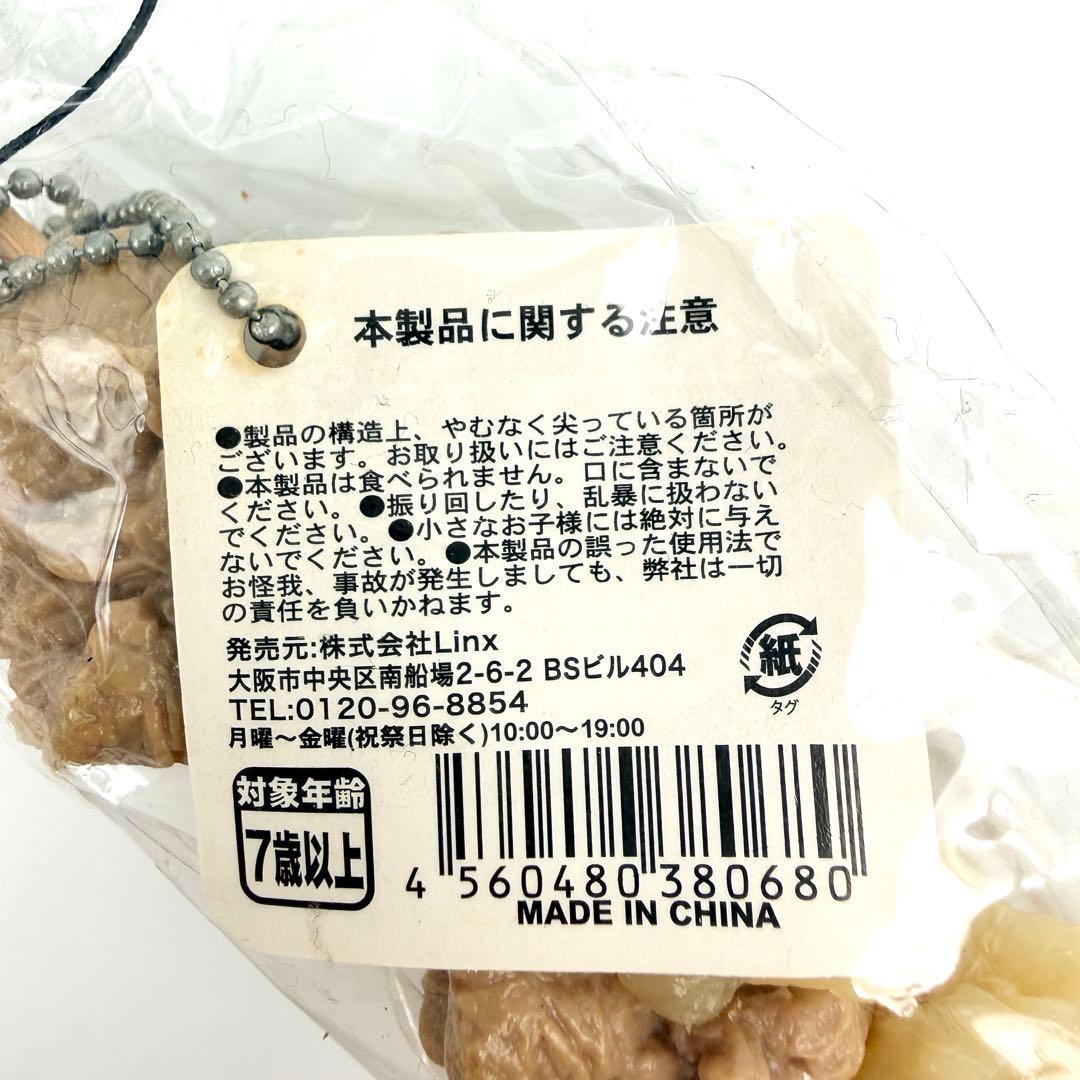 本製品に関する注意
●製品の構造上、やむなく尖っている箇所が
ございます。お取り扱いにはご注意ください。
●本製品は食べられません。口に含まないで
ください。●振り回したり、乱暴に扱わない
でください。●小さなお子様には絶対に与え
ないでください。●本製品の誤った使用法で
お怪我、事故が発生しましても、弊社は一切
の責任を負いかねます。
発売元:株式会社Linx
大阪市中央区南船場2-6-2 BSビル404
TEL:0120-96-8854
月曜〜金曜(祝祭日除く)10:00〜19:00
紙
タグ
対象年齢
7歳以上
4 560480 380680
MADE IN CHINA